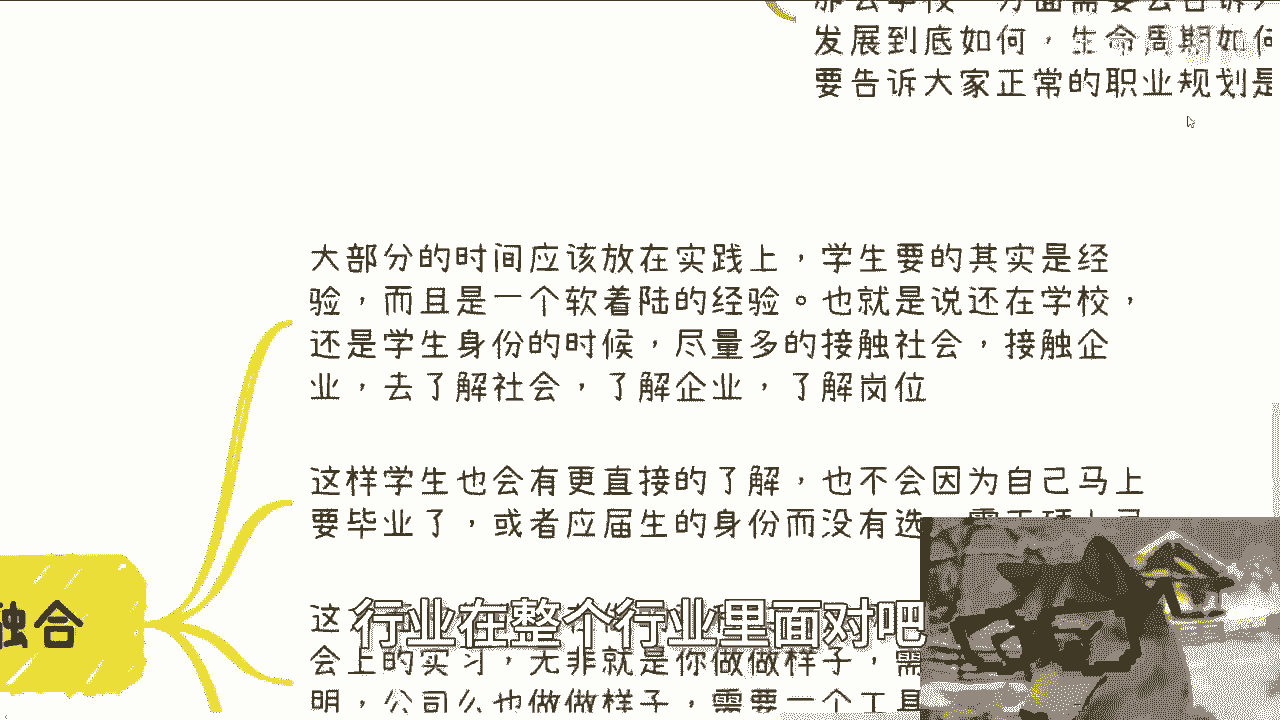 发展到底如何，生命周期如
要告诉大家正常的职业规划是
大部分的时间应该放在实践上，学生要的其实是经
验，而且是一个软着陆的经验。也就是说还在学校，
还是学生身份的时候，尽量多的接触社会，接触企
业，去了解社会，了解企业，了解岗位
这样学生也会有更直接的了解，也不会因为自己马上
要毕业了，或者应届生的身份而没有选
融合
这
行业在整个行业里面对吧
会上的实习，无非就是你做做样子，需
明，公司么也做做样子，需要一个工具